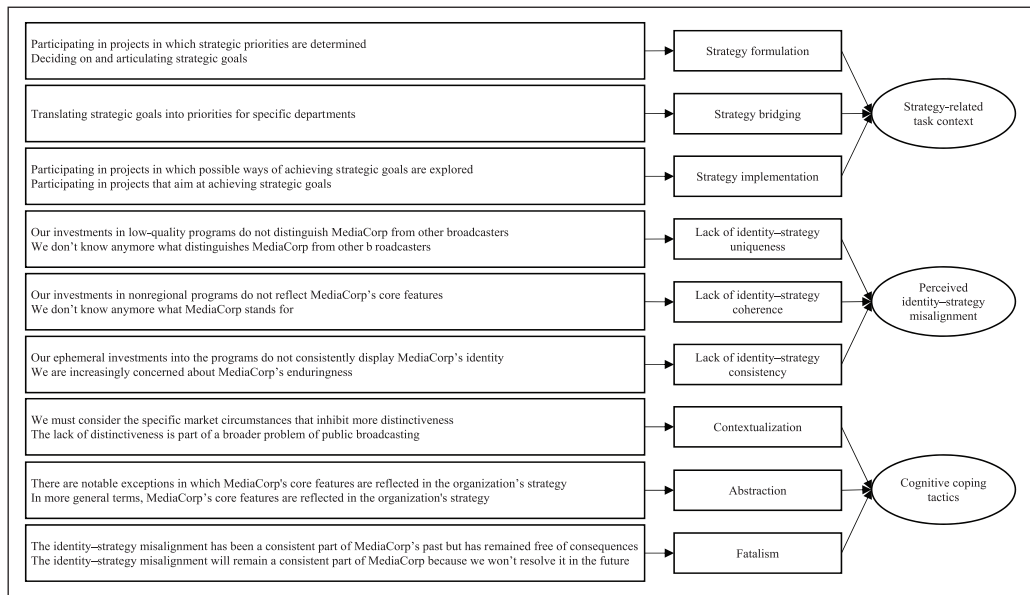 Participating in projects in which strategic priorities are determined
Deciding on and articulating strategic goals
Strategy formulation
Translating strategic goals into priorities for specific departments
Strategy bridging
Strategy-related
task context
Participating in projects in which possible ways of achieving strategic goals are explored
Participating in projects that aim at achieving strategic goals
Strategy implementation
Our investments in low-quality programs do not distinguish MediaCorp from other broadcasters
We don’t know anymore what distinguishes MediaCorp from other b roadcasters
Lack of identity–strategy
uniqueness
Our investments in nonregional programs do not reflect MediaCorp’s core features
We don’t know anymore what MediaCorp stands for
Lack of identity–strategy
coherence
Perceived
identity–strategy
misalignment
Our ephemeral investments into the programs do not consistently display MediaCorp’s identity
We are increasingly concerned about MediaCorp’s enduringness
Lack of identity–strategy
consistency
We must consider the specific market circumstances that inhibit more distinctiveness
The lack of distinctiveness is part of a broader problem of public broadcasting
Contextualization
There are notable exceptions in which MediaCorp's core features are reflected in the organization’s strategy
In more general terms, MediaCorp’s core features are reflected in the organization's strategy
Abstraction
Cognitive coping
tactics
The identity–strategy misalignment has been a consistent part of MediaCorp’s past but has remained free of consequences
The identity–strategy misalignment will remain a consistent part of MediaCorp because we won’t resolve it in the future
Fatalism